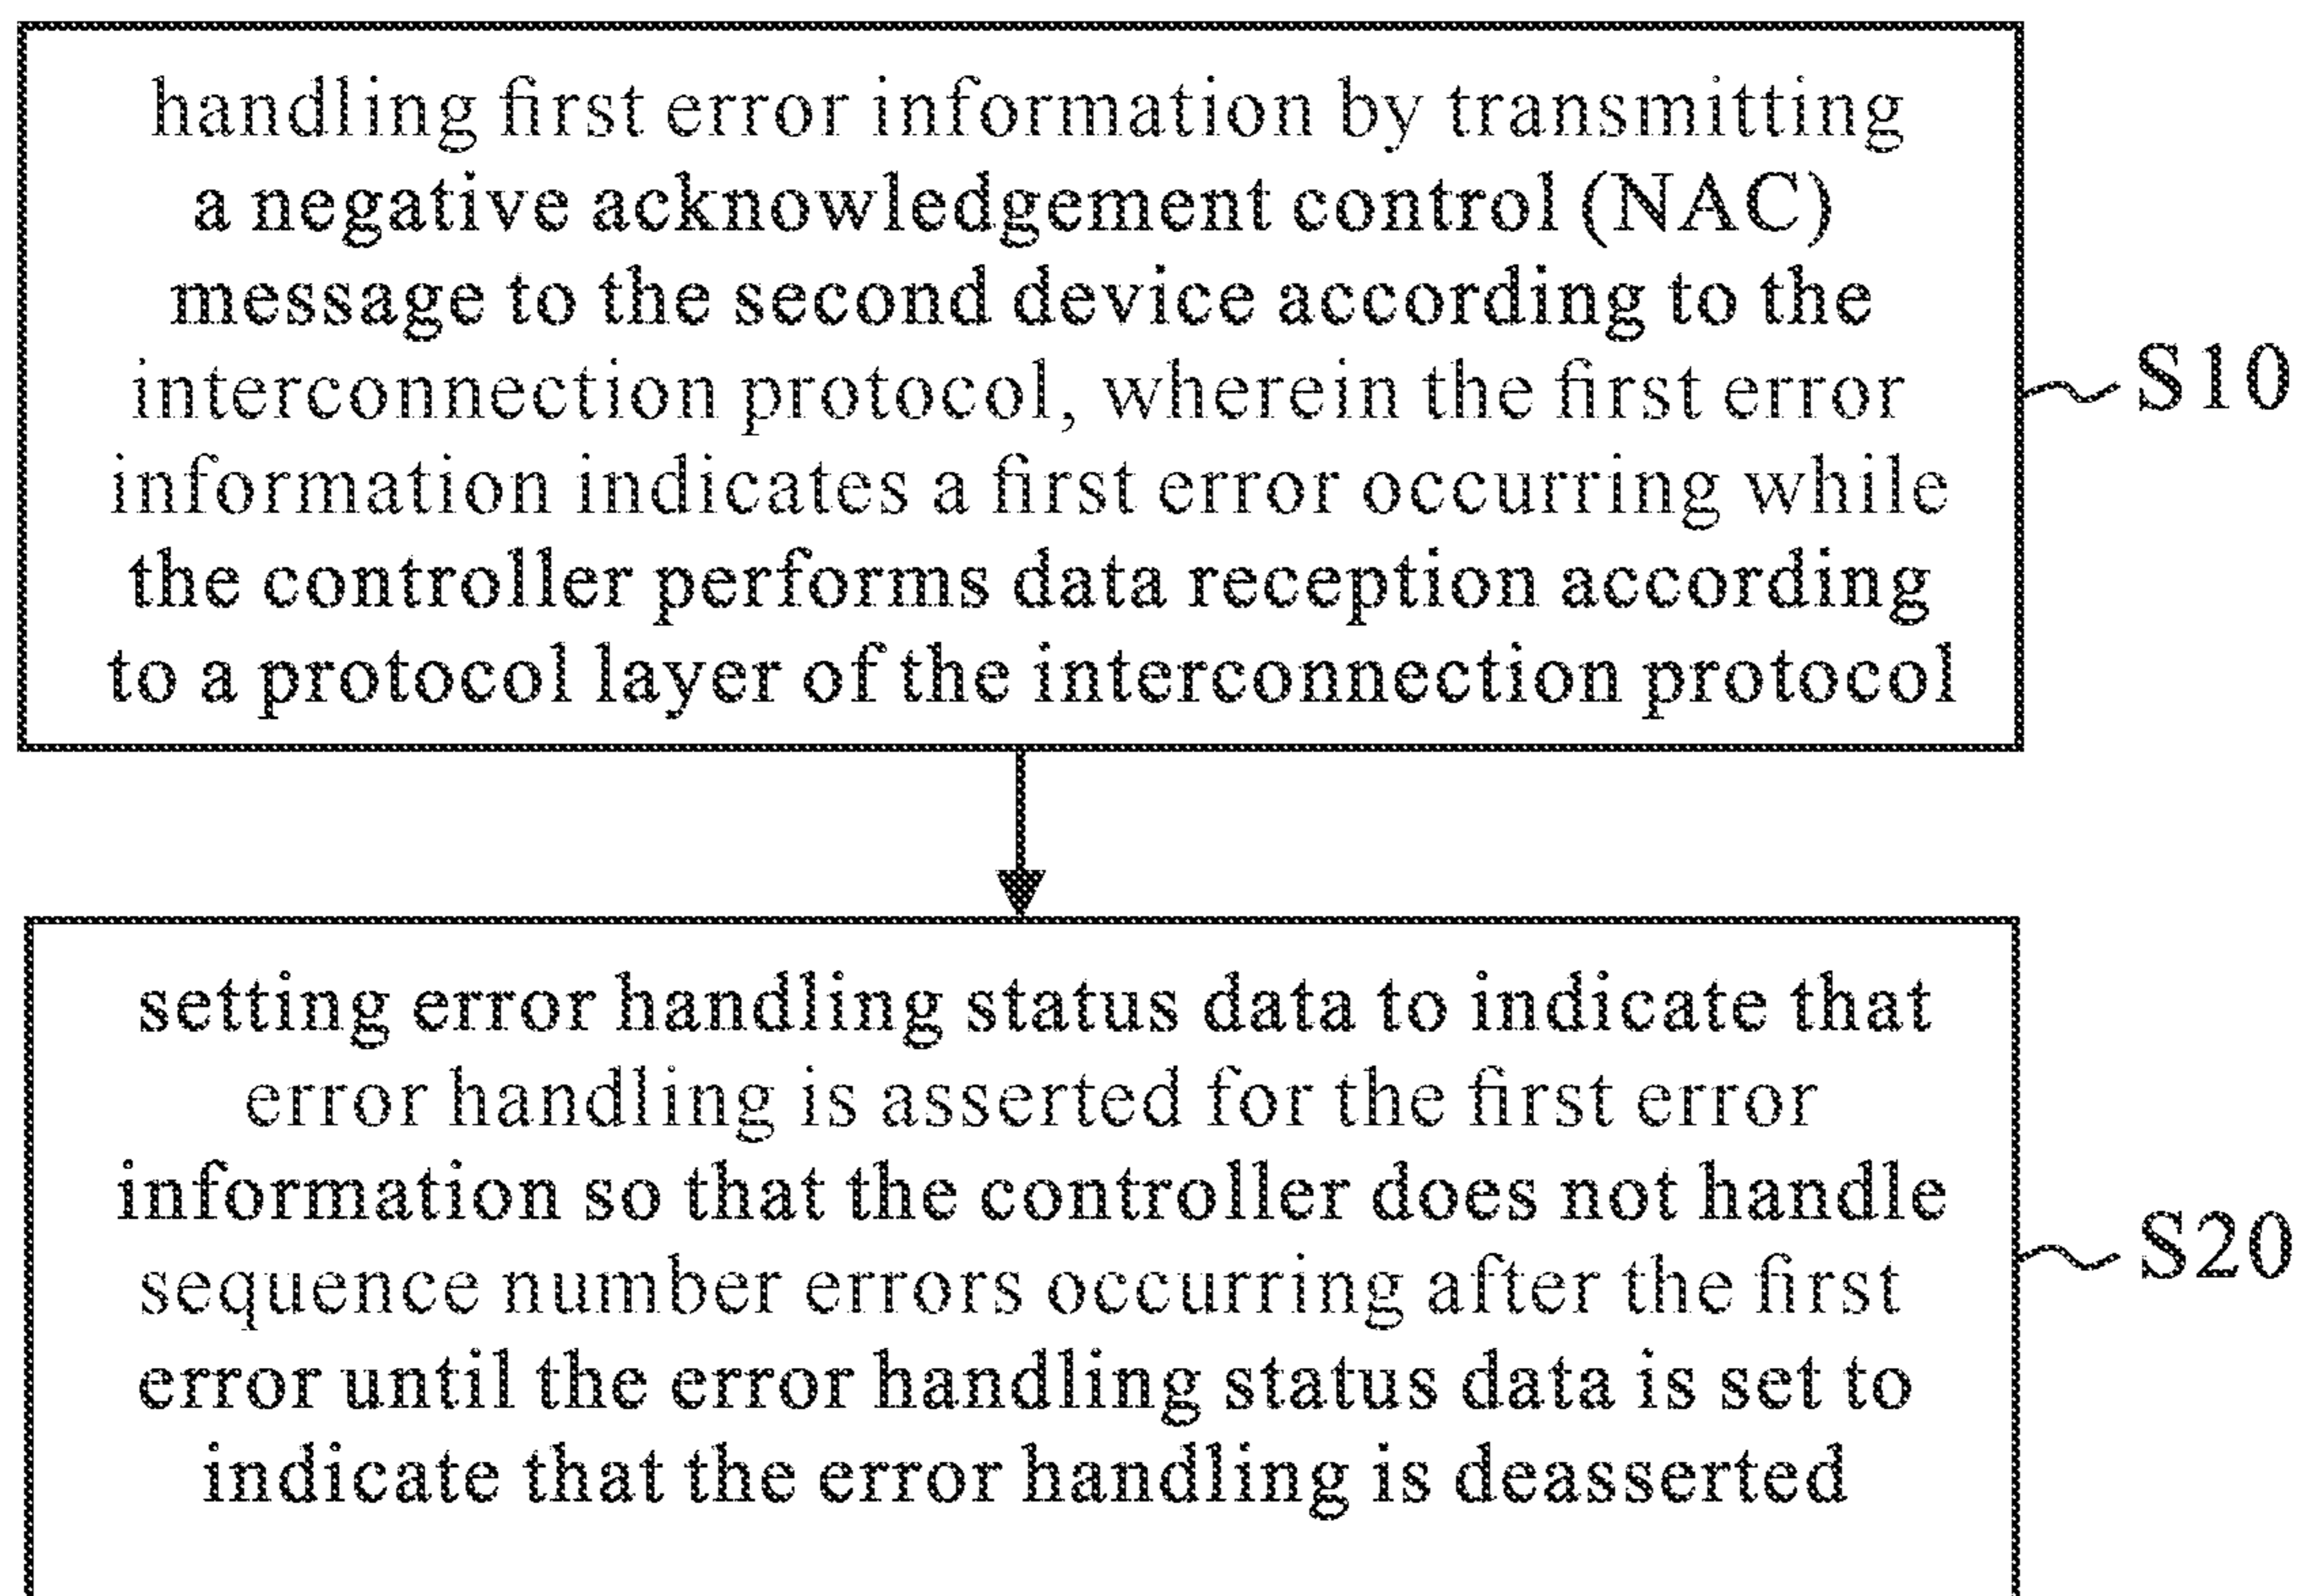 handling first error information by transmitting
a negative acknowledgement control (NAC)
message to the second device according to the
interconnection protocol, wherein the first error
information indicates a first error occurring while
the controller performs data reception according
to a protocol layer of the interconnection protocol
S10
setting error handling status data to indicate that
error handling is asserted for the first error
information so that the controller does not handle
sequence number errors occurring after the first
error until the error handling status data is set to
indicate that the error handling is deasserted
S20